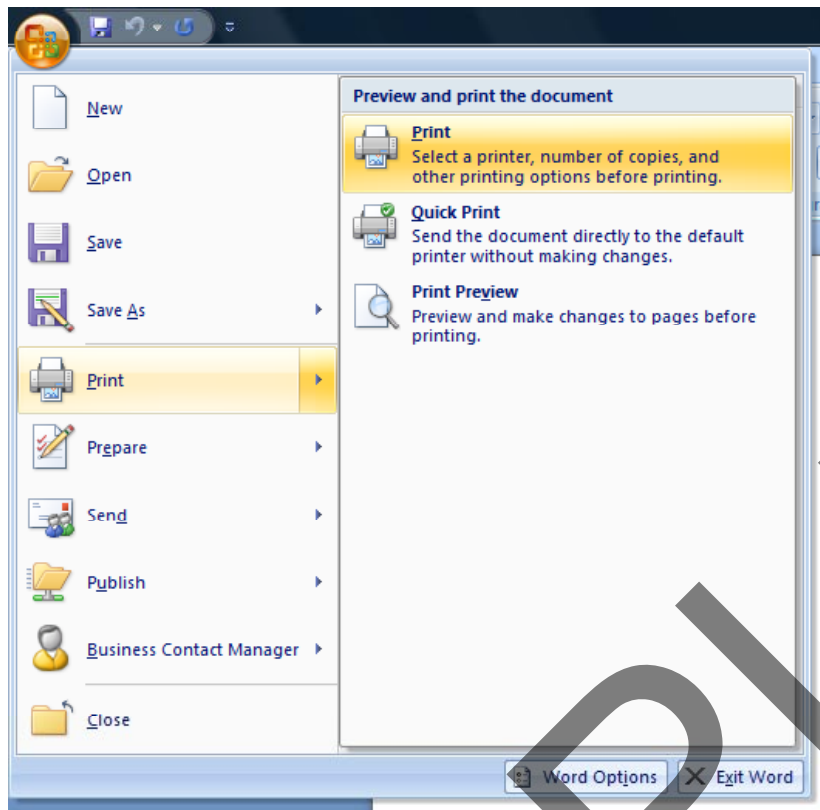 New
Open
Save
Save As
Print
Prepare
Send
Publish
Business Contact Manager
Close
Preview and print the document
Print
Select a printer, number of copies, and
other printing options before printing.
Quick Print
Send the document directly to the default
printer without making changes.
Print Preview
Preview and make changes to pages before
printing.
Word Options
Exit Word